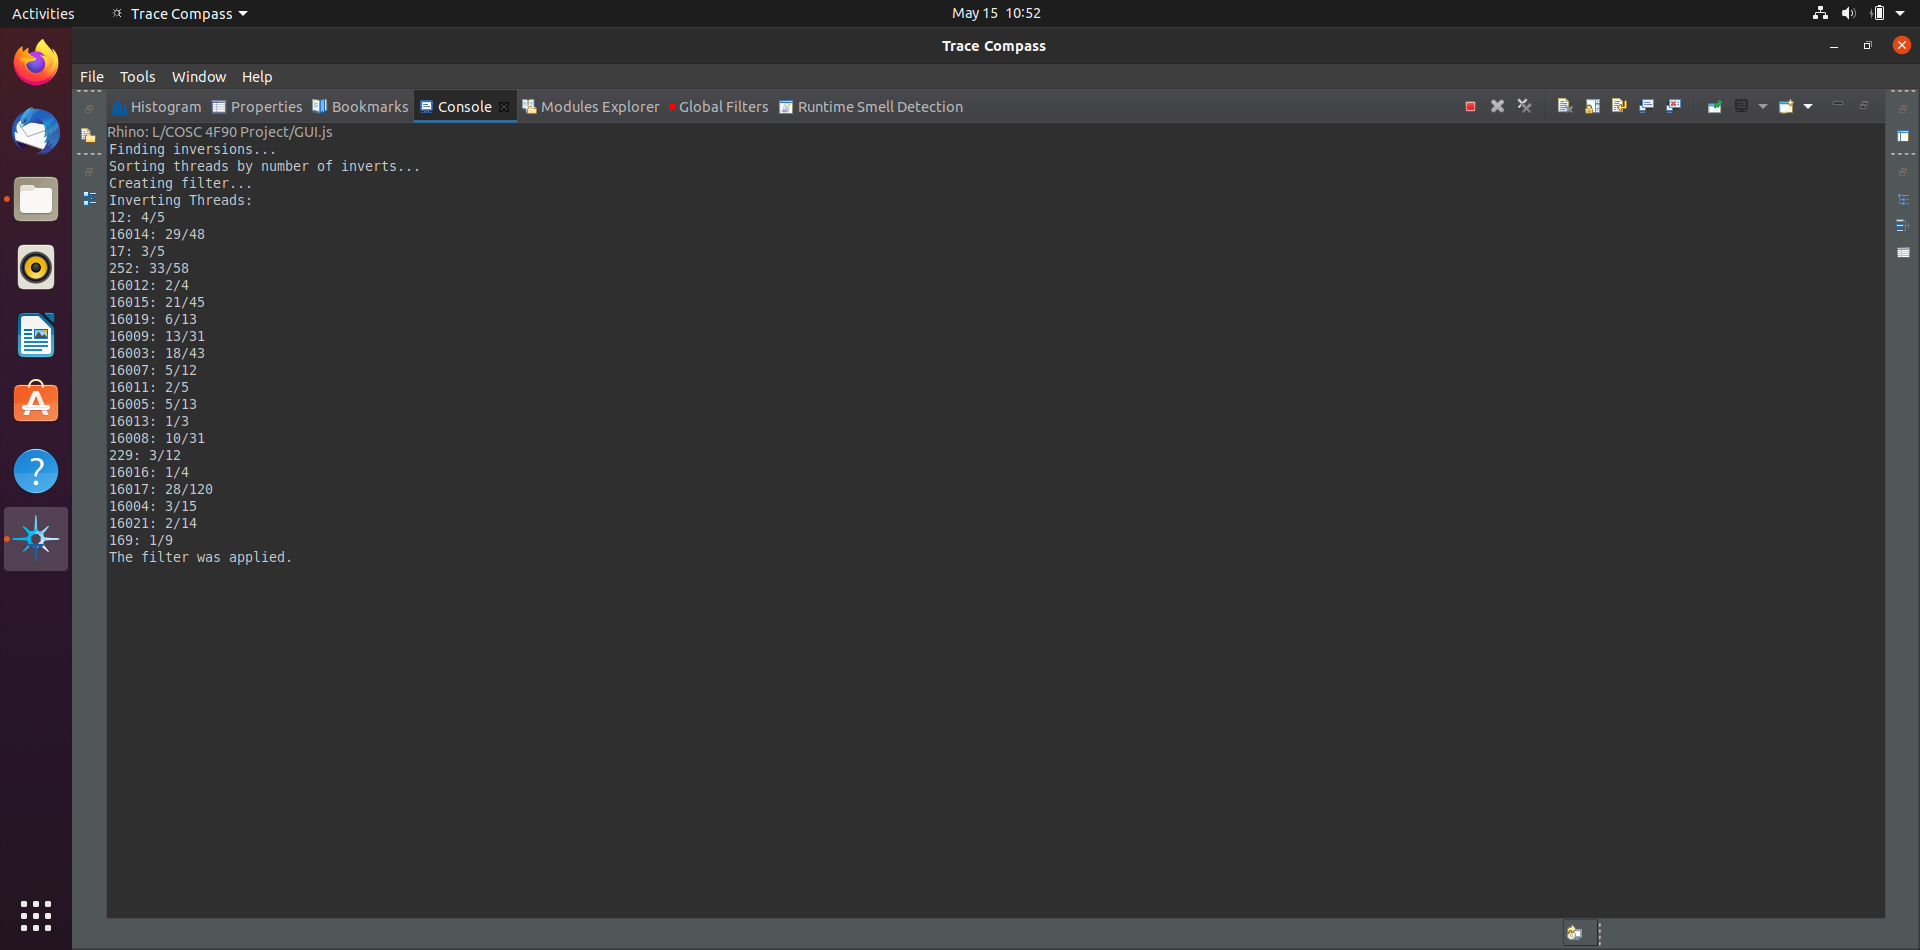 Activities Trace Compass May 15 10:52
Trace Compass
File Tools Window Help
Histogram Properties Bookmarks Console Modules Explorer Global Filters Runtime Smell Detection
Rhino: L/COSC 4F90 Project/GUI.js
Finding inversions...
Sorting threads by number of inverts...
Creating filter...
Inverting Threads:
12: 4/5
16014: 29/48
17: 3/5
252: 33/58
16012: 2/4
16015: 21/45
16019: 6/13
16009: 13/31
16003: 18/43
16007: 5/12
16011: 2/5
16005: 5/13
16013: 1/3
16008: 10/31
229: 3/12
16016: 1/4
16017: 28/120
16004: 3/15
16021: 2/14
169: 1/9
The filter was applied.